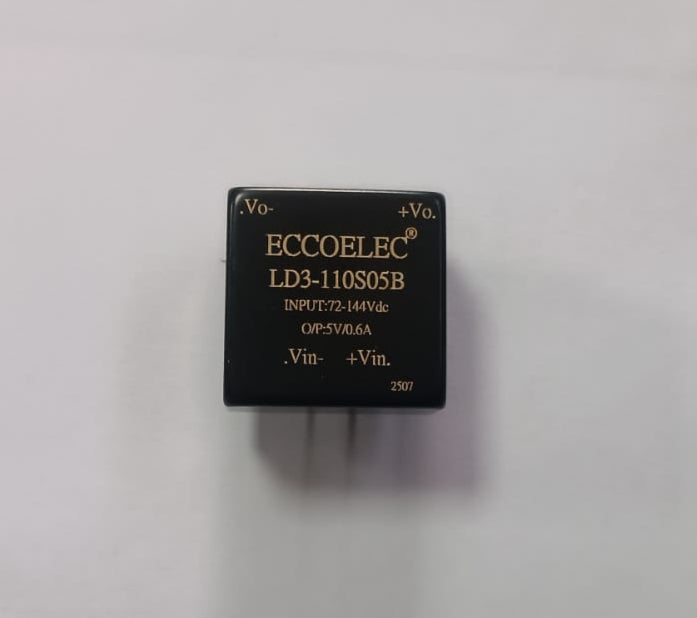 .Vo- +Vo.
ECCOELEC®
LD3-110S05B
INPUT:72-144Vdc
O/P:5V/0.6A
.Vin- +Vin.
2507